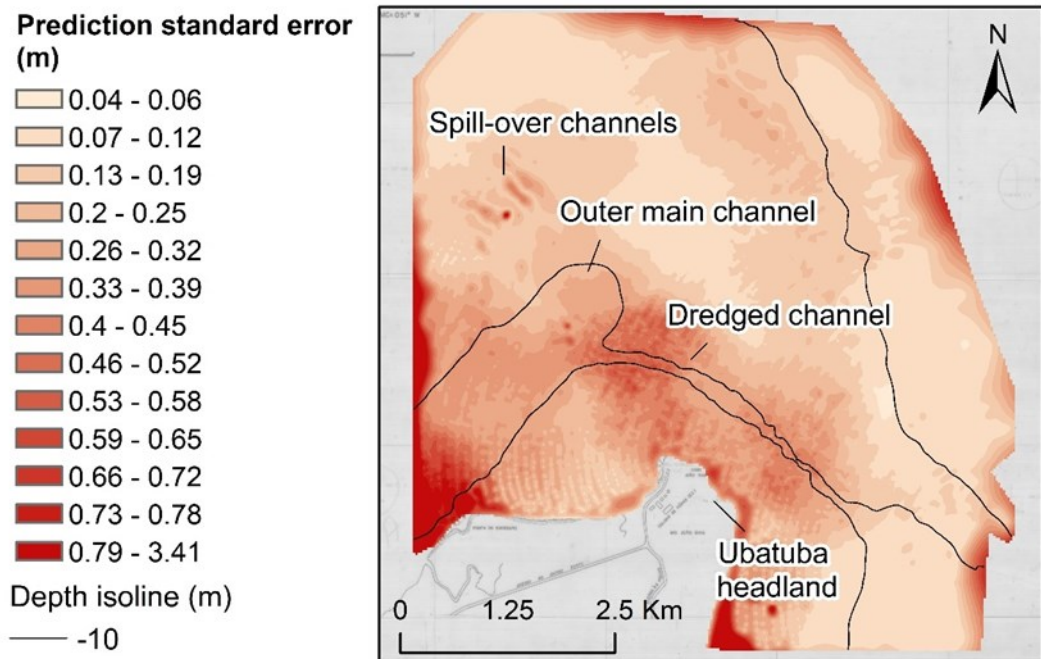 Prediction standard error
(m)
0.04 - 0.06
0.07 - 0.12
0.13 - 0.19
0.2 - 0.25
0.26 - 0.32
0.33 - 0.39
0.4 - 0.45
0.46 - 0.52
0.53 - 0.58
0.59 - 0.65
0.66 - 0.72
0.73 - 0.78
0.79 - 3.41
Depth isoline (m)
-10
N
Spill-over channels
Outer main channel
Dredged channel
Ubatuba
headland
0 1.25 2.5 Km